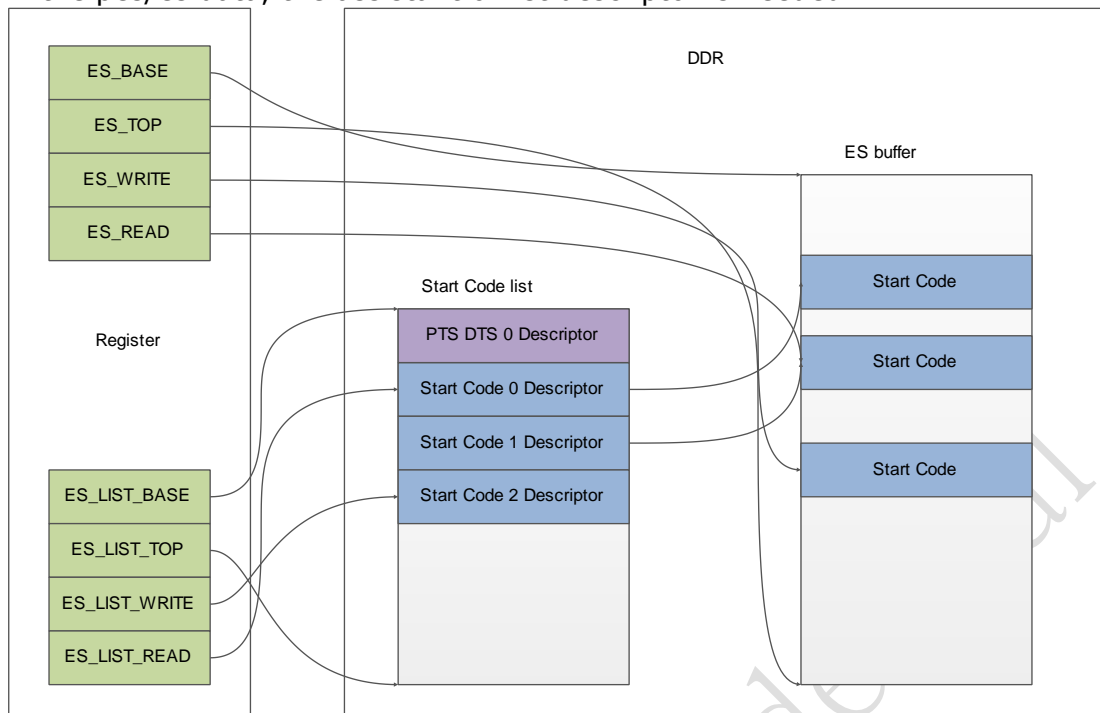 DDR
ES_BASE
ES_TOP
ES_WRITE
ES_READ
Register
ES_LIST_BASE
ES_LIST_TOP
ES_LIST_WRITE
ES_LIST_READ
Start Code list
PTS DTS 0 Descriptor
Start Code 0 Descriptor
Start Code 1 Descriptor
Start Code 2 Descriptor
ES buffer
Start Code
Start Code
Start Code